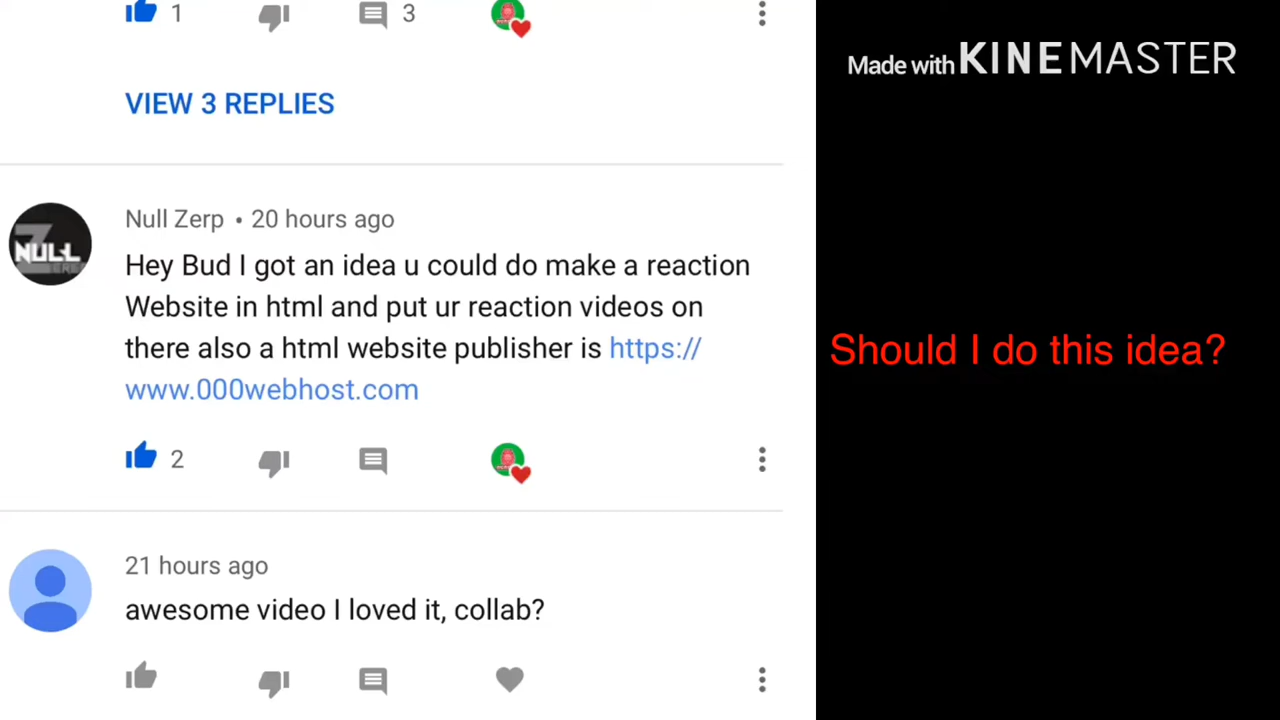 1
3
VIEW 3 REPLIES
Null Zerp • 20 hours ago
Hey Bud I got an idea u could do make a reaction
Website in html and put ur reaction videos on
there also a html website publisher is https://
www.000webhost.com
2
21 hours ago
awesome video I loved it, collab?
Made with KINEMASTER
Should I do this idea?
NULL